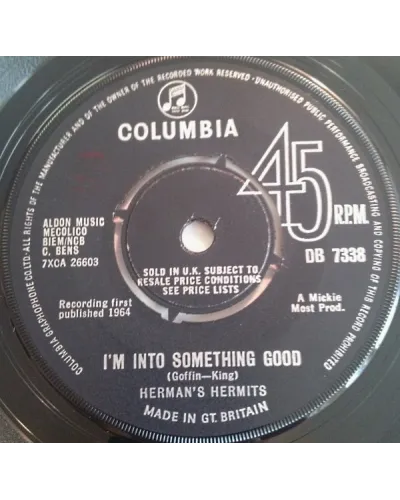 COLUMBIA GRAPHOPHONE CO.LTD—ALL RIGHTS OF THE MANUFACTURER AND OF THE OWNER OF THE RECORDED WORK RESERVED—UNAUTHORISED PUBLIC PERFORMANCE BROADCASTING AND COPYING OF THIS RECORD PROHIBITED
COLUMBIA
45
R.P.M.
ALDON MUSIC
MECOLICO
BIEM/NCB
C. BENS
7XCA 26603
DB 7338
SOLD IN U.K. SUBJECT TO
RESALE PRICE CONDITIONS
SEE PRICE LISTS
Recording first
published 1964
A Mickie
Most Prod.
I'M INTO SOMETHING GOOD
(Goffin—King)
HERMAN'S HERMITS
MADE IN GT. BRITAIN